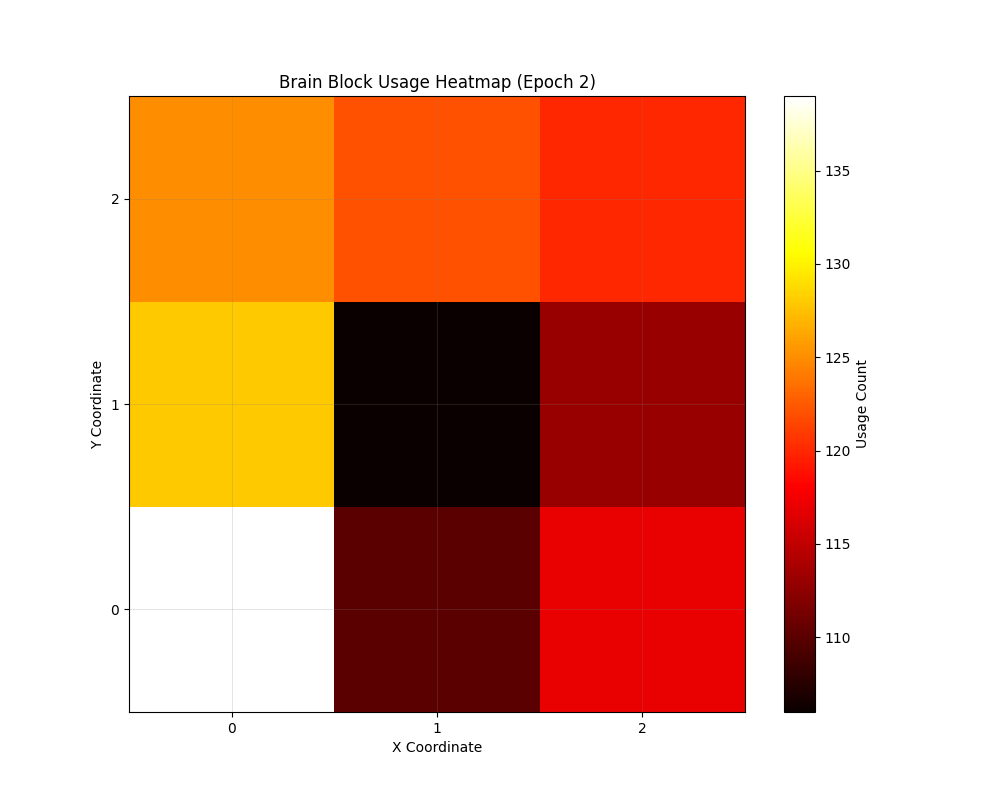 Brain Block Usage Heatmap (Epoch 2)
2
1
0
Y Coordinate
0 1 2
X Coordinate
135
130
125
120
115
110
Usage Count